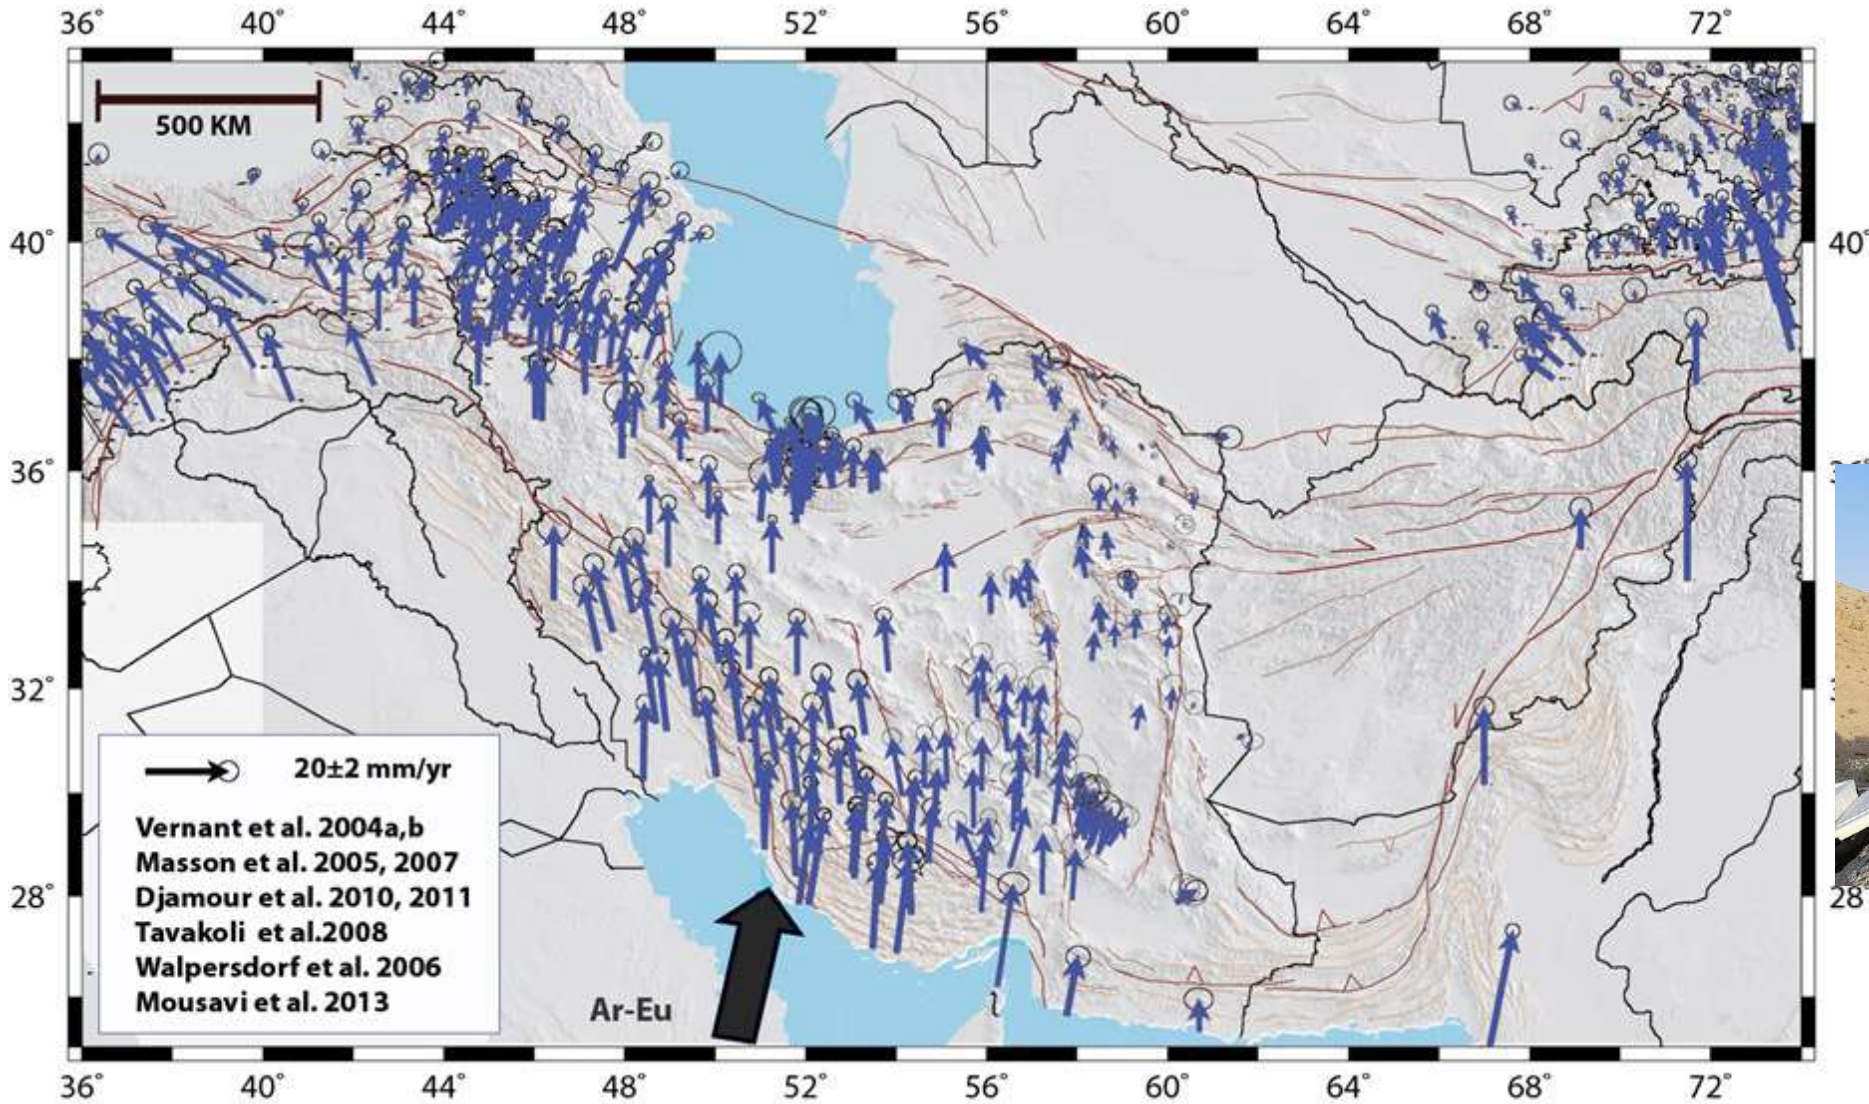 36° 40° 44° 48° 52° 56° 60° 64° 68° 72°
500 KM
40° 40°
36°
32°
20±2 mm/yr
Vernant et al. 2004a,b
Masson et al. 2005, 2007
Djamour et al. 2010, 2011
28° 28°
Tavakoli et al.2008
Walpersdorf et al. 2006
Mousavi et al. 2013
Ar-Eu
36° 40° 44° 48° 52° 56° 60° 64° 68° 72°